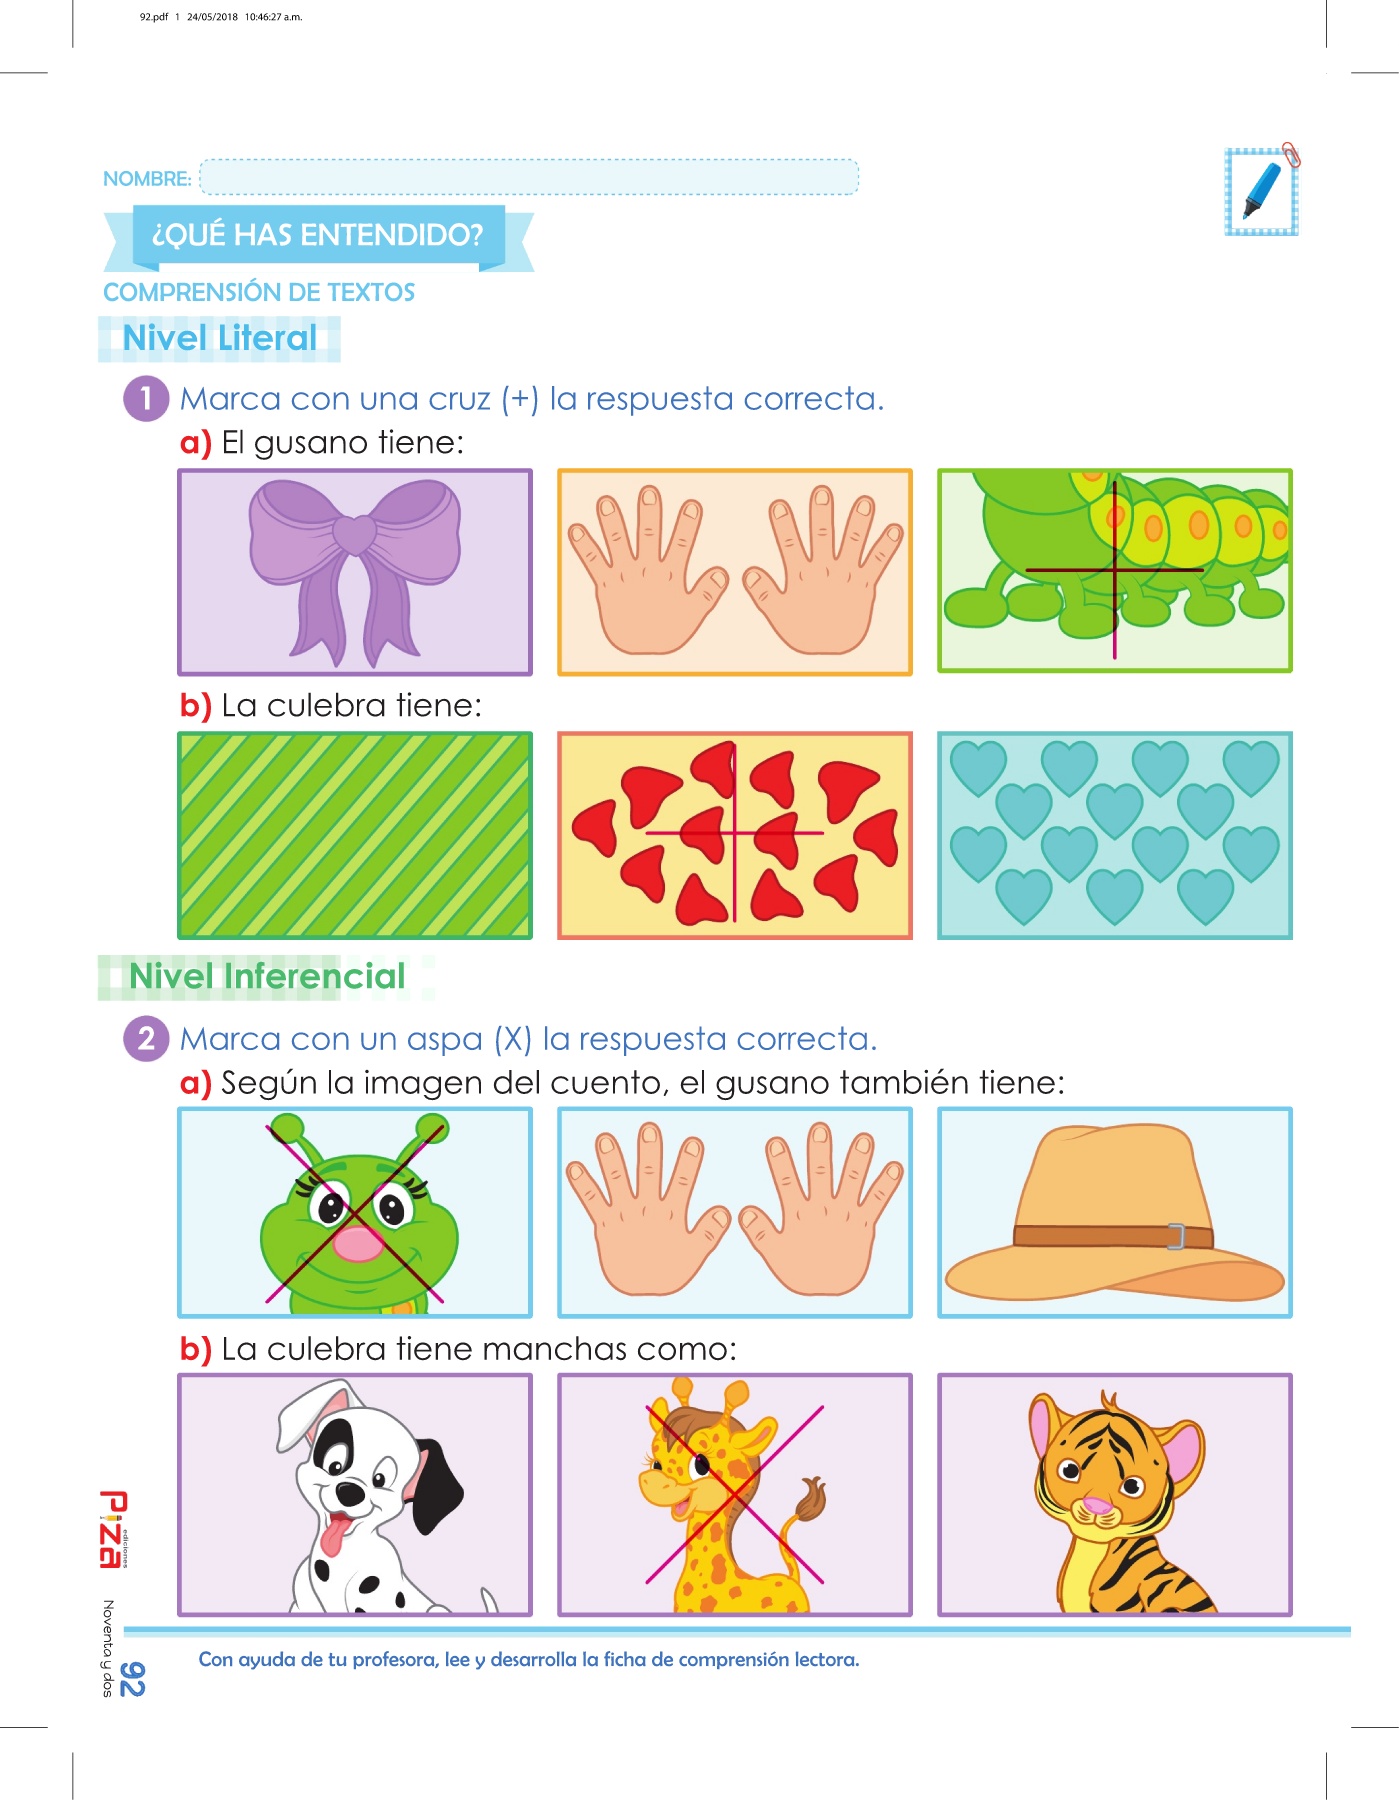 92.pdf 1 24/05/2018 10:46:27 a.m.
NOMBRE:
¿QUÉ HAS ENTENDIDO?
COMPRENSIÓN DE TEXTOS
Nivel Literal
1 Marca con una cruz (+) la respuesta correcta.
a) El gusano tiene:
b) La culebra tiene:
Nivel Inferencial
2 Marca con un aspa (X) la respuesta correcta.
a) Según la imagen del cuento, el gusano también tiene:
b) La culebra tiene manchas como:
Piza
ediciones
Noventa y dos
92
Con ayuda de tu profesora, lee y desarrolla la ficha de comprensión lectora.